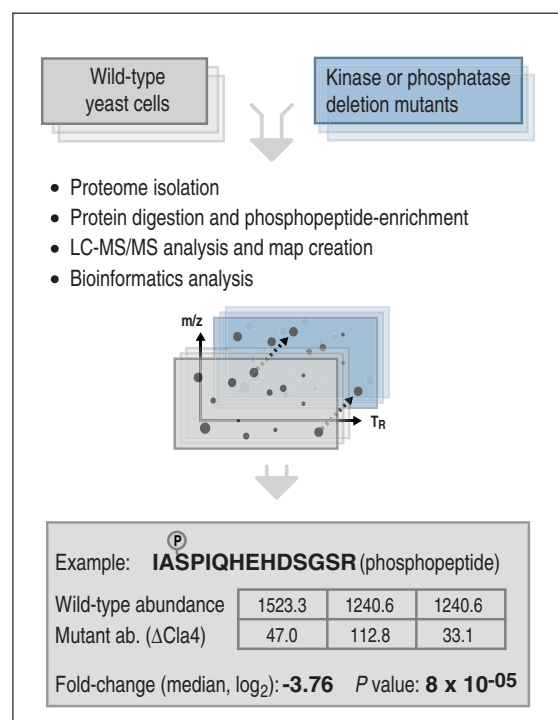 Wild-type
yeast cells
Kinase or phosphatase
deletion mutants
• Proteome isolation
• Protein digestion and phosphopeptide-enrichment
• LC-MS/MS analysis and map creation
• Bioinformatics analysis
m/z
TR
P
Example: IASPIQHEHDSGSR (phosphopeptide)
Wild-type abundance 1523.3 1240.6 1240.6
Mutant ab. (ΔCla4) 47.0 112.8 33.1
Fold-change (median, log2): -3.76 P value: 8 x 10-05